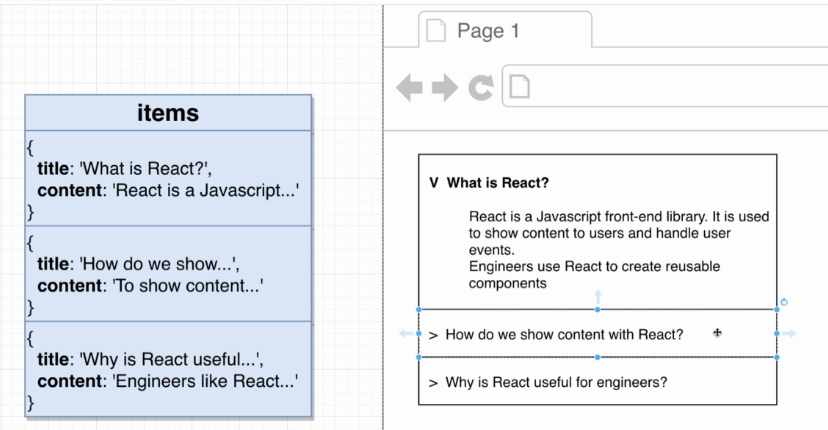 items
{
title: 'What is React?',
content: 'React is a Javascript...'
}
{
title: 'How do we show...',
content: 'To show content...'
}
{
title: 'Why is React useful...',
content: 'Engineers like React...'
}
Page 1
V What is React?
React is a Javascript front-end library. It is used
to show content to users and handle user
events.
Engineers use React to create reusable
components
> How do we show content with React?
> Why is React useful for engineers?